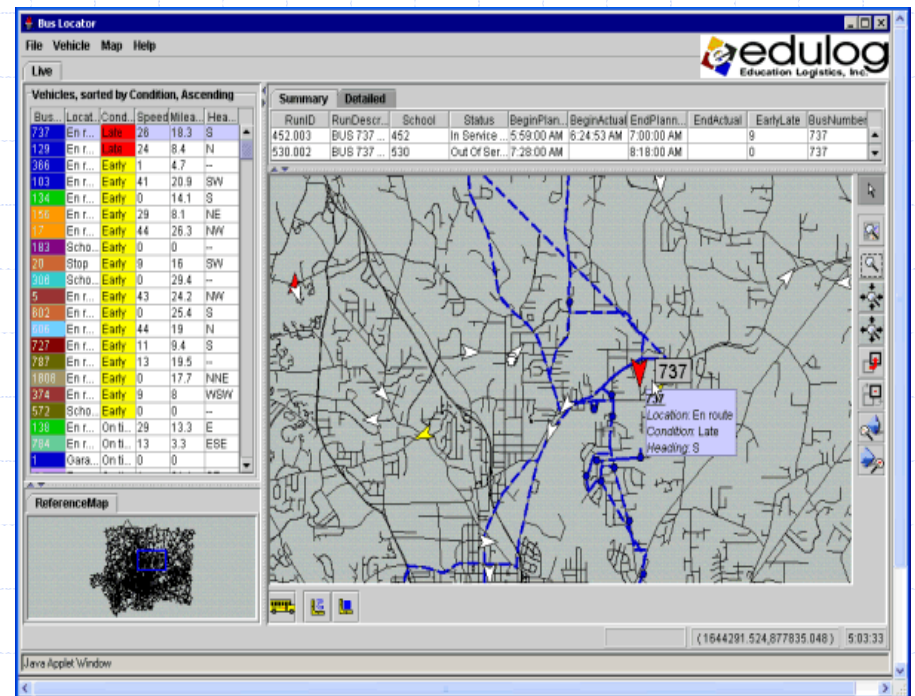 Bus Locator
File Vehicle Map Help
edulog
Education Logistics, Inc.
Live
Vehicles, sorted by Condition, Ascending
Bus... Locat... Cond... Speed Milea... Hea...
737 En r... Late 26 18.3 S
129 En r... Late 24 8.4 N
366 En r... Early 1 4.7 --
103 En r... Early 41 20.9 SW
134 En r... Early 0 14.1 S
156 En r... Early 29 8.1 NE
17 En r... Early 44 26.3 NW
183 Scho... Early 0 0 --
20 Stop Early 9 16 SW
306 Scho... Early 0 29.4 --
5 En r... Early 43 24.2 NW
802 En r... Early 0 25.4 S
En r... Early 44 19 N
727 En r... Early 11 9.4 S
787 En r... Early 13 19.5 --
1808 En r... Early 0 17.7 NNE
374 En r... Early 9 8 WSW
572 Scho... Early 0 0 --
138 En r... On ti... 29 13.3 E
784 En r... On ti... 13 3.3 ESE
1 Gara... On ti... 0 0
Summary Detailed
RunID RunDescr... School Status BeginPlan... BeginActual EndPlann... EndActual EarlyLate BusNumber
452.003 BUS 737 ... 452 In Service ... 5:59:00 AM 6:24:53 AM 7:00:00 AM 9 737
530.002 BUS 737 ... 530 Out Of Ser... 7:28:00 AM 8:18:00 AM 0 737
737
737
Location: En route
Condition: Late
Heading: S
ReferenceMap
(1644291.524,877835.048) 5:03:33
Java Applet Window